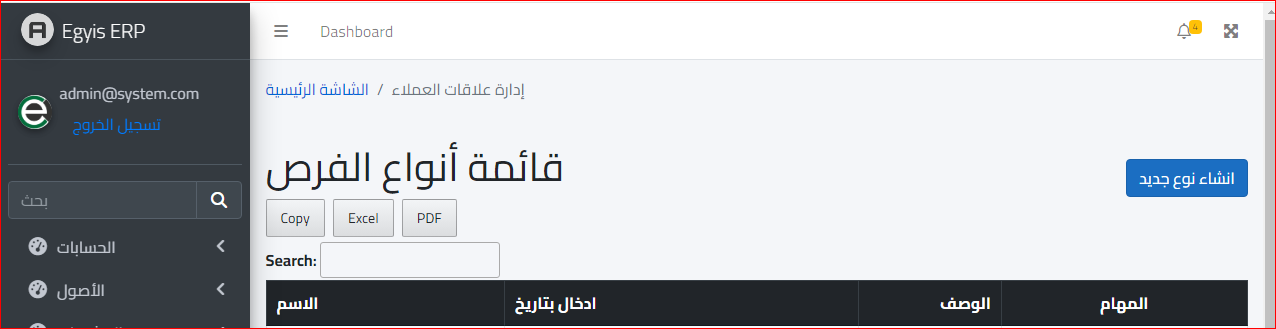 Egyis ERP
Dashboard
4
admin@system.com
تسجيل الخروج
الشاشة الرئيسية / إدارة علاقات العملاء
قائمة أنواع الفرص
انشاء نوع جديد
بحث
Copy
Excel
PDF
Search:
الحسابات
الأصول
الاسم
ادخال بتاريخ
الوصف
المهام